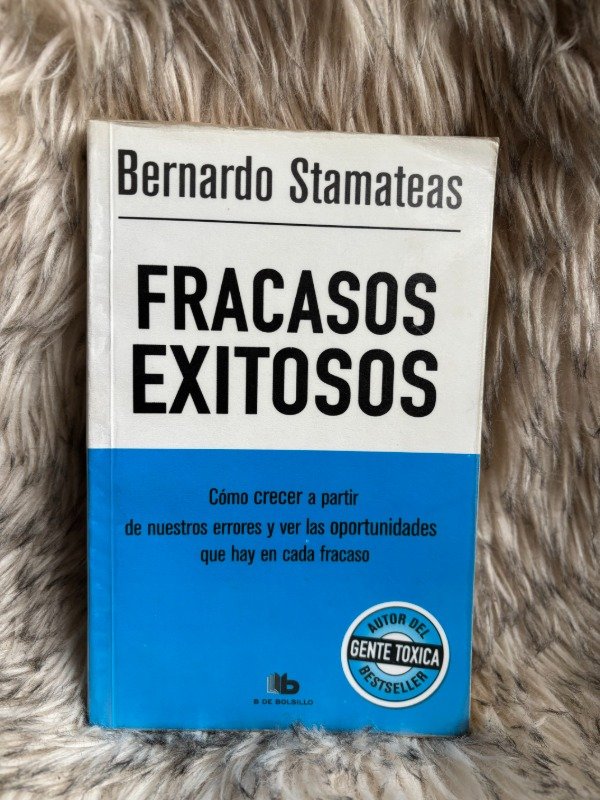 Bernardo Stamateas
FRACASOS
EXITOSOS
Cómo crecer a partir
de nuestros errores y ver las oportunidades
que hay en cada fracaso
AUTOR DEL
GENTE TOXICA
BESTSELLER
b
B DE BOLSILLO